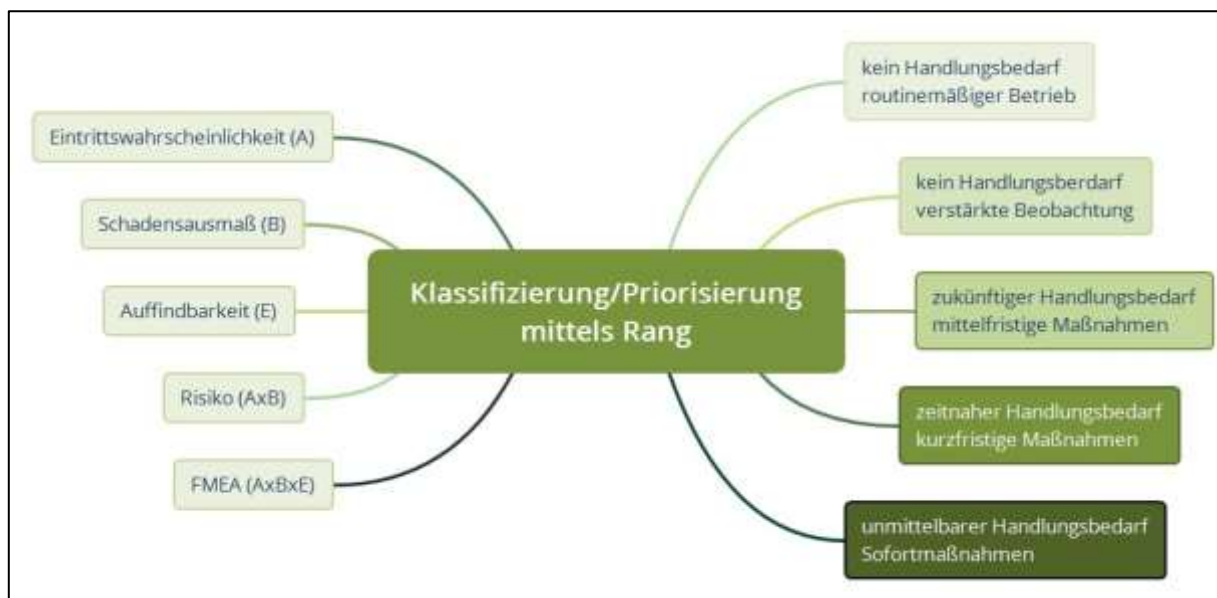 Eintrittswahrscheinlichkeit (A)
Schadensausmaß (B)
Auffindbarkeit (E)
Risiko (AxB)
FMEA (AxBxE)
Klassifizierung/Priorisierung
mittels Rang
kein Handlungsbedarf
routinemäßiger Betrieb
kein Handlungsberdarf
verstärkte Beobachtung
zukünftiger Handlungsbedarf
mittelfristige Maßnahmen
zeitnaher Handlungsbedarf
kurzfristige Maßnahmen
unmittelbarer Handlungsbedarf
Sofortmaßnahmen